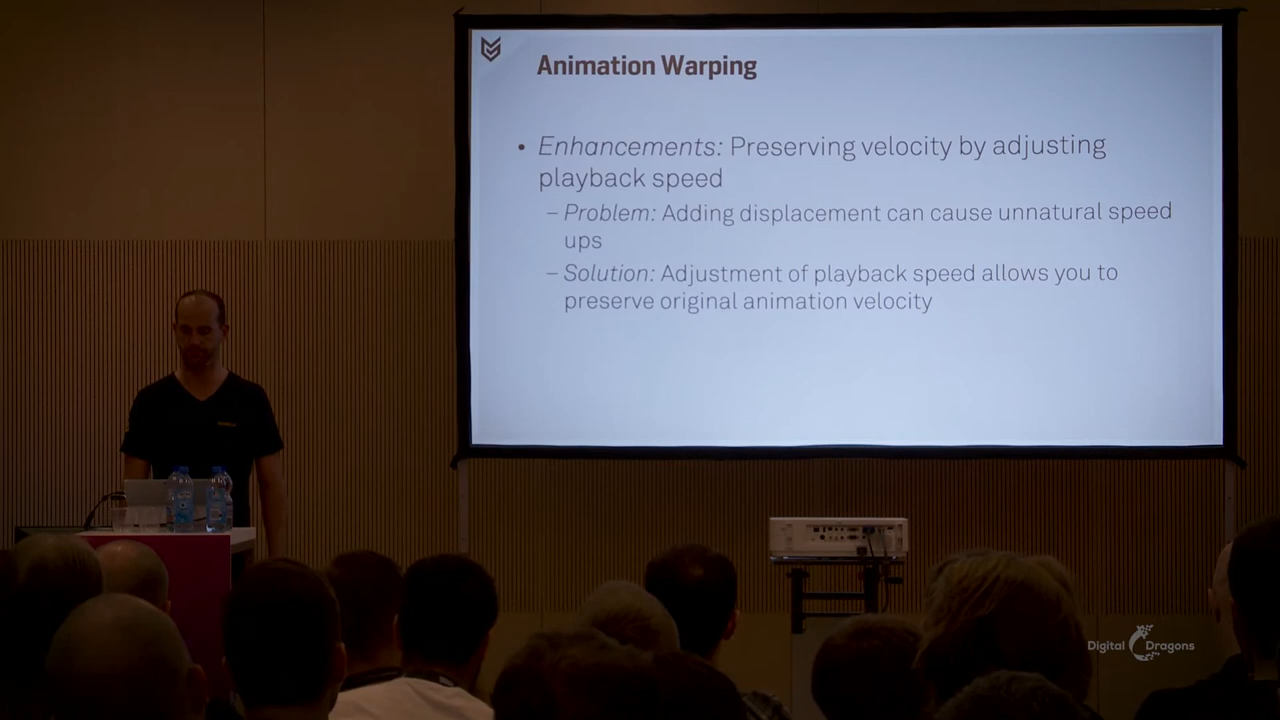 Animation Warping
• Enhancements: Preserving velocity by adjusting
playback speed
– Problem: Adding displacement can cause unnatural speed
ups
– Solution: Adjustment of playback speed allows you to
preserve original animation velocity
Digital Dragons